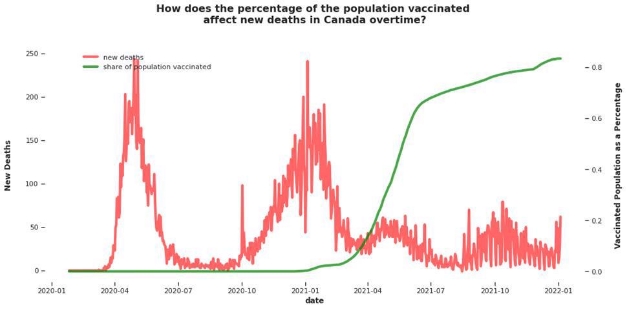 How does the percentage of the population vaccinated
affect new deaths in Canada overtime?
new deaths
share of population vaccinated
250
200
150
100
50
0
New Deaths
0.8
0.6
0.4
0.2
0.0
Vaccinated Population as a Percentage
2020-01
2020-04
2020-07
2020-10
2021-01
2021-04
2021-07
2021-10
2022-01
date